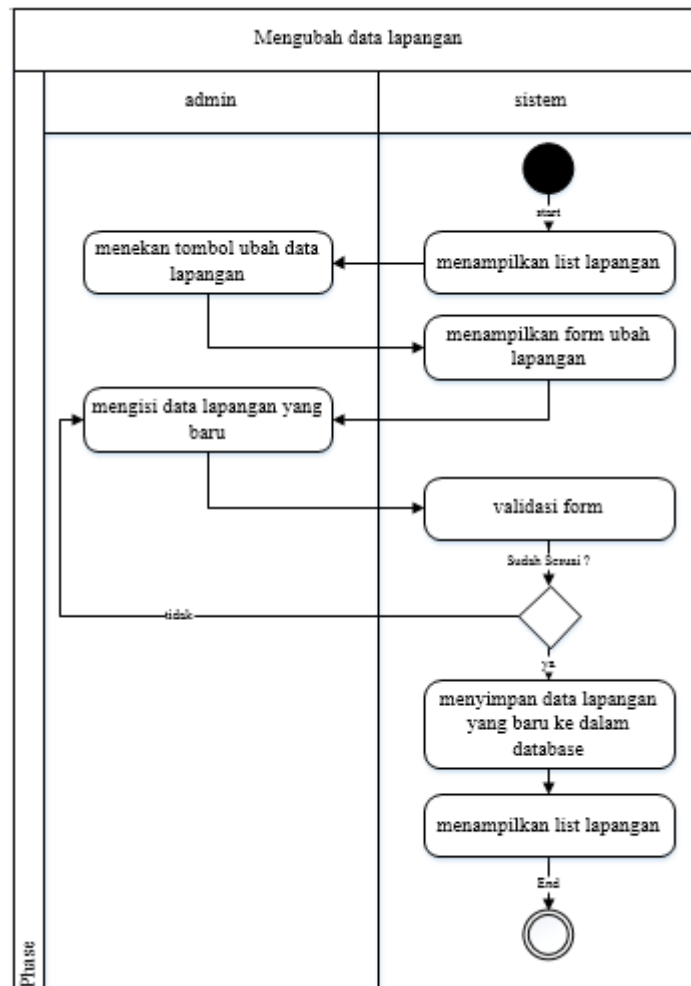 Mengubah data lapangan
admin
sistem
start
menampilkan list lapangan
menekan tombol ubah data
lapangan
menampilkan form ubah
lapangan
mengisi data lapangan yang
baru
validasi form
Sudah Sesuai ?
tidak
ya
menyimpan data lapangan
yang baru ke dalam
database
menampilkan list lapangan
End
Phase